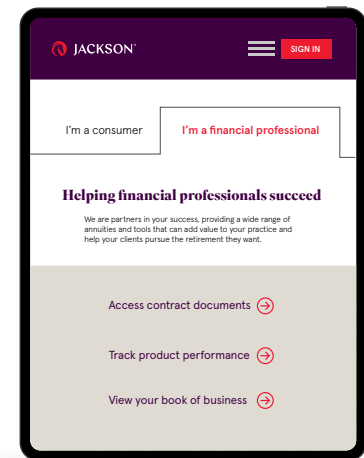 JACKSON®
SIGN IN
I'm a consumer
I'm a financial professional
Helping financial professionals succeed
We are partners in your success, providing a wide range of
annuities and tools that can add value to your practice and
help your clients pursue the retirement they want.
Access contract documents
Track product performance
View your book of business